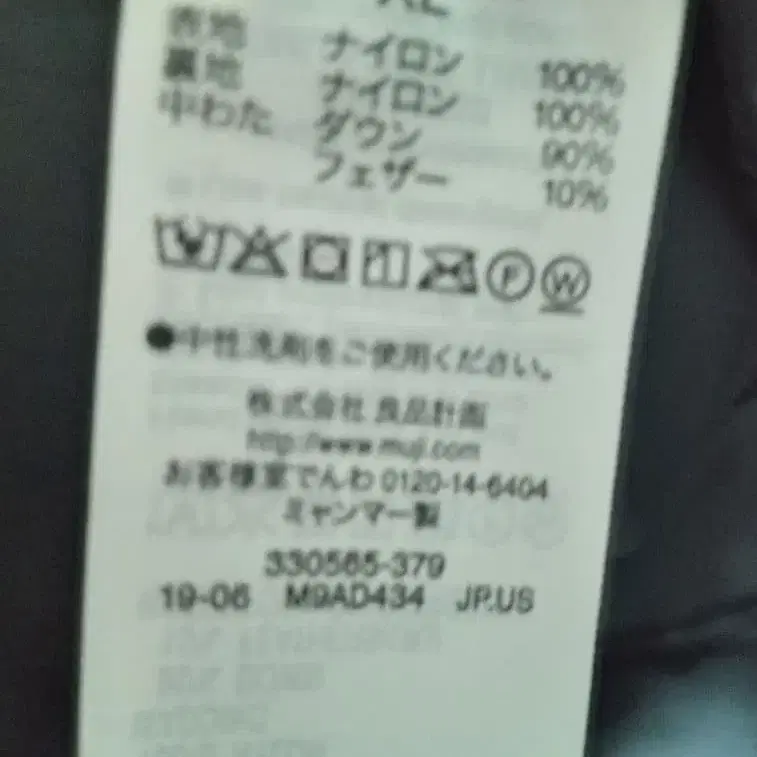 XL
表地 ナイロン 100%
裏地 ナイロン 100%
中わた ダウン 90%
フェザー 10%
F W
●中性洗剤をご使用ください。
株式会社 良品計画
http://www.muji.com
お客様室でんわ 0120-14-6404
ミャンマー製
330565-379
19-06 M9AD434 JP.US